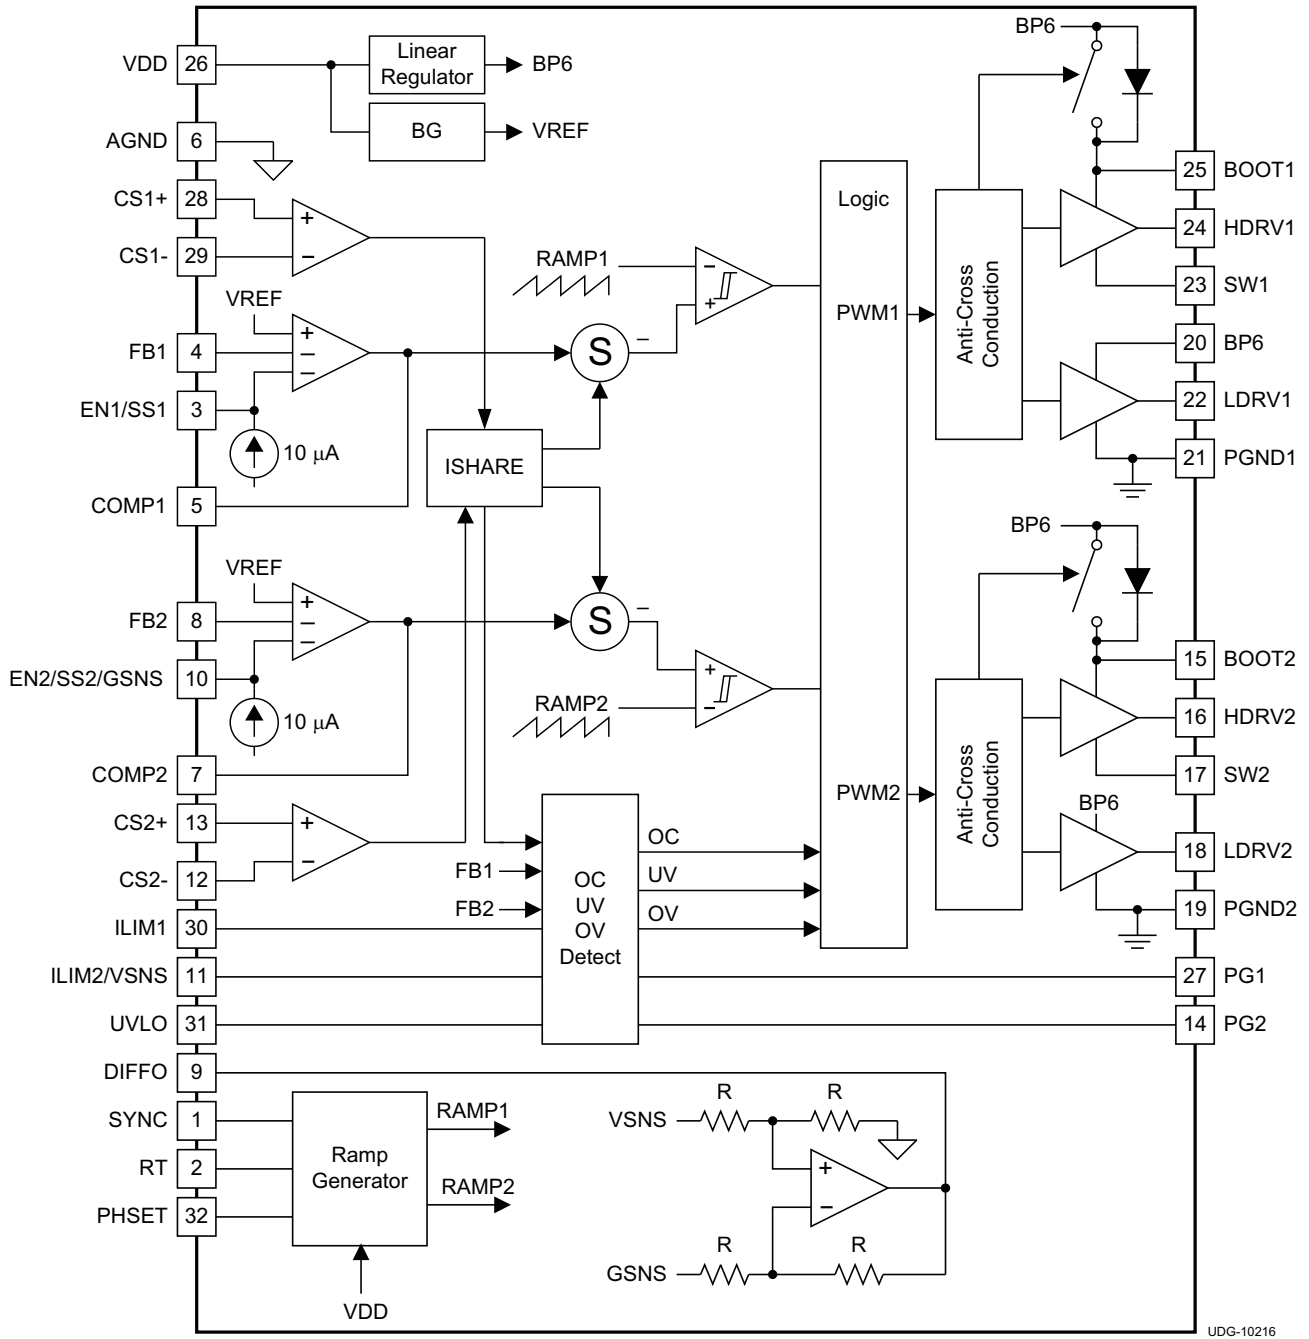 VDD 26
Linear
Regulator
BP6
BG
VREF
AGND 6
CS1+ 28
+
CS1- 29
−
VREF
+
FB1 4
−
−
EN1/SS1 3
10 μA
COMP1 5
ISHARE
RAMP1
−
+
S
−
VREF
+
FB2 8
−
−
EN2/SS2/GSNS 10
10 μA
COMP2 7
S
−
+
RAMP2
−
CS2+ 13
+
CS2- 12
−
FB1
FB2
OC
UV
OV
Detect
OC
UV
OV
ILIM1 30
ILIM2/VSNS 11
UVLO 31
DIFFO 9
SYNC 1
RT 2
PHSET 32
Ramp
Generator
RAMP1
RAMP2
VDD
VSNS
R
R
+
−
GSNS
R
R
Logic
PWM1
PWM2
Anti-Cross
Conduction
BP6
25 BOOT1
24 HDRV1
23 SW1
20 BP6
22 LDRV1
21 PGND1
Anti-Cross
Conduction
BP6
15 BOOT2
16 HDRV2
17 SW2
BP6
18 LDRV2
19 PGND2
27 PG1
14 PG2
UDG-10216